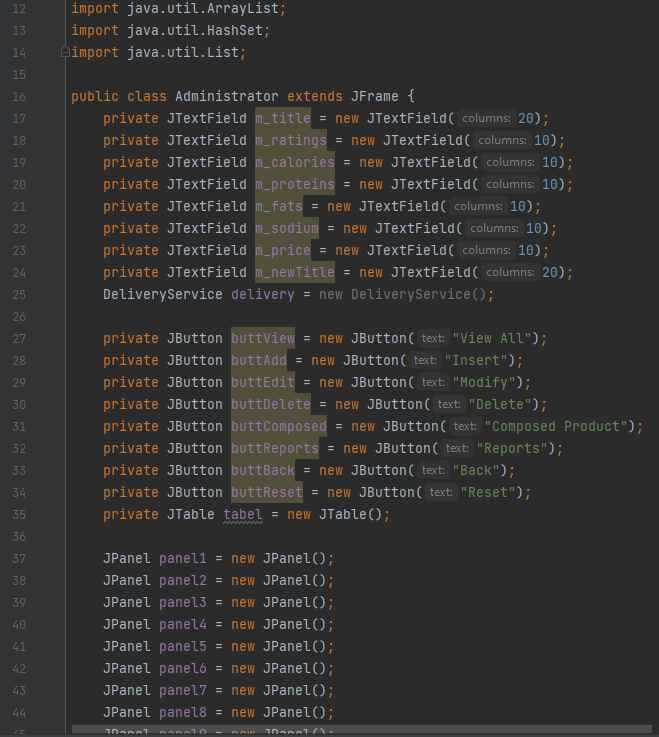 12 import java.util.ArrayList;
13 import java.util.HashSet;
14 import java.util.List;
15
16 public class Administrator extends JFrame {
17 private JTextField m_title = new JTextField( columns: 20);
18 private JTextField m_ratings = new JTextField( columns: 10);
19 private JTextField m_calories = new JTextField( columns: 10);
20 private JTextField m_proteins = new JTextField( columns: 10);
21 private JTextField m_fats = new JTextField( columns: 10);
22 private JTextField m_sodium = new JTextField( columns: 10);
23 private JTextField m_price = new JTextField( columns: 10);
24 private JTextField m_newTitle = new JTextField( columns: 20);
25 DeliveryService delivery = new DeliveryService();
26
27 private JButton buttView = new JButton( text: "View All");
28 private JButton buttAdd = new JButton( text: "Insert");
29 private JButton buttEdit = new JButton( text: "Modify");
30 private JButton buttDelete = new JButton( text: "Delete");
31 private JButton buttComposed = new JButton( text: "Composed Product");
32 private JButton buttReports = new JButton( text: "Reports");
33 private JButton buttBack = new JButton( text: "Back");
34 private JButton buttReset = new JButton( text: "Reset");
35 private JTable tabel = new JTable();
36
37 JPanel panel1 = new JPanel();
38 JPanel panel2 = new JPanel();
39 JPanel panel3 = new JPanel();
40 JPanel panel4 = new JPanel();
41 JPanel panel5 = new JPanel();
42 JPanel panel6 = new JPanel();
43 JPanel panel7 = new JPanel();
44 JPanel panel8 = new JPanel();